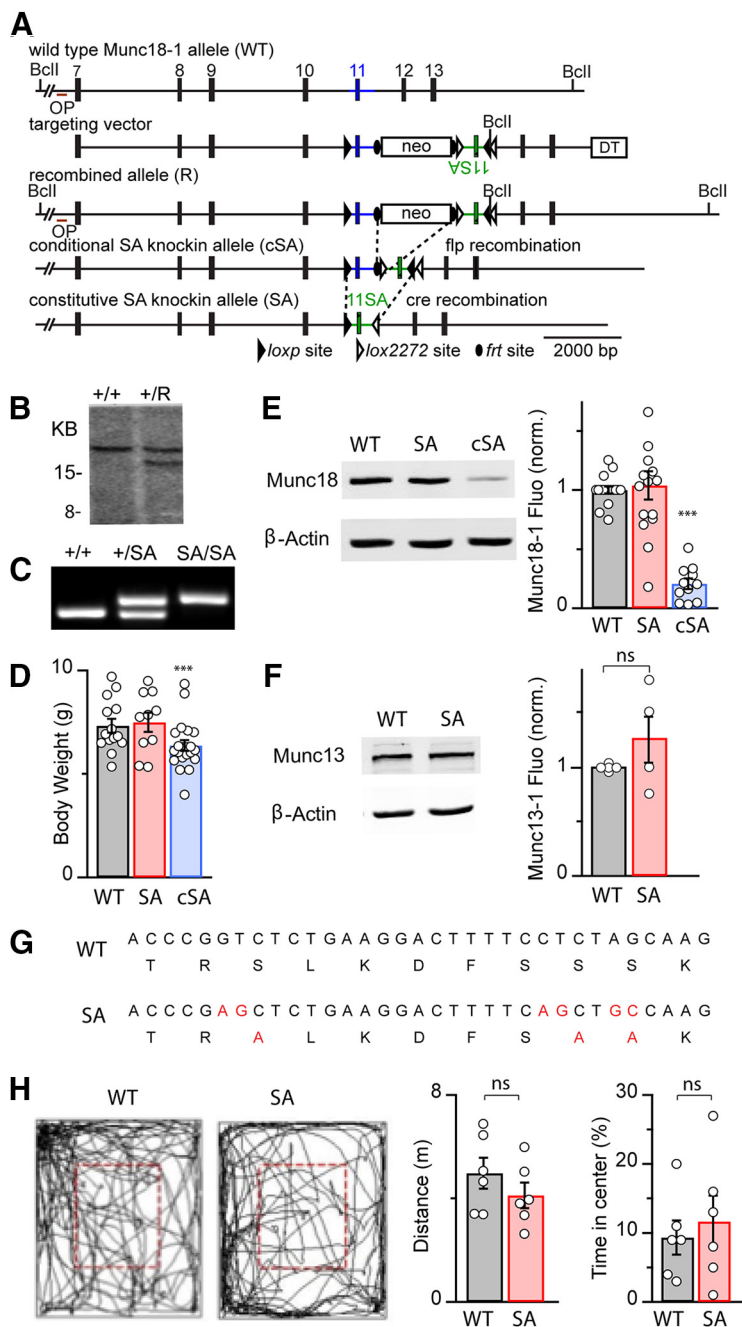 A
wild type Munc18-1 allele (WT)
BclI 7 8 9 10 11 12 13 BclI
OP
targeting vector
BclI
neo DT
11SA
recombined allele (R)
BclI BclI BclI
neo
OP
conditional SA knockin allele (cSA) flp recombination
constitutive SA knockin allele (SA) 11SA cre recombination
loxp site lox2272 site frt site 2000 bp
B
+/+ +/R
KB
15-
8-
C
+/+ +/SA SA/SA
D
Body Weight (g)
10
0
***
WT SA cSA
E
WT SA cSA
Munc18
β-Actin
Munc18-1 Fluo (norm.)
1
0
***
WT SA cSA
F
WT SA
Munc13
β-Actin
Munc13-1 Fluo (norm.)
1
0
ns
WT SA
G
WT
A C C C G G T C T C T G A A G G A C T T T T C C T C T A G C A A G
T R S L K D F S S S K
SA
A C C C G A G C T C T G A A G G A C T T T T C A G C T G C C A A G
T R A L K D F S A A K
H
WT SA
Distance (m)
8
0
ns
WT SA
Time in center (%)
30
20
10
0
ns
WT SA